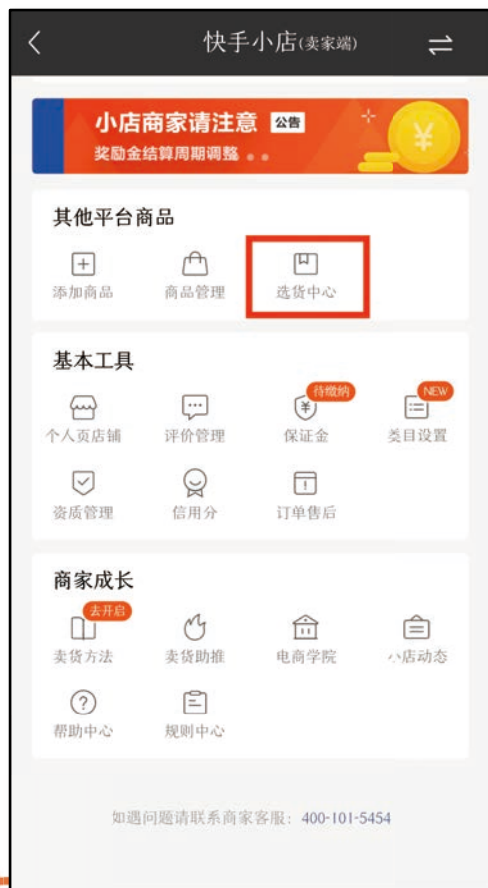 快手小店(卖家端)
小店商家请注意 公告
奖励金结算周期调整
其他平台商品
添加商品 商品管理 选货中心
基本工具
待缴纳 NEW
个人页店铺 评价管理 保证金 类目设置
资质管理 信用分 订单售后
商家成长
去开启
卖货方法 卖货助推 电商学院 小店动态
帮助中心 规则中心
如遇问题请联系商家客服: 400-101-5454